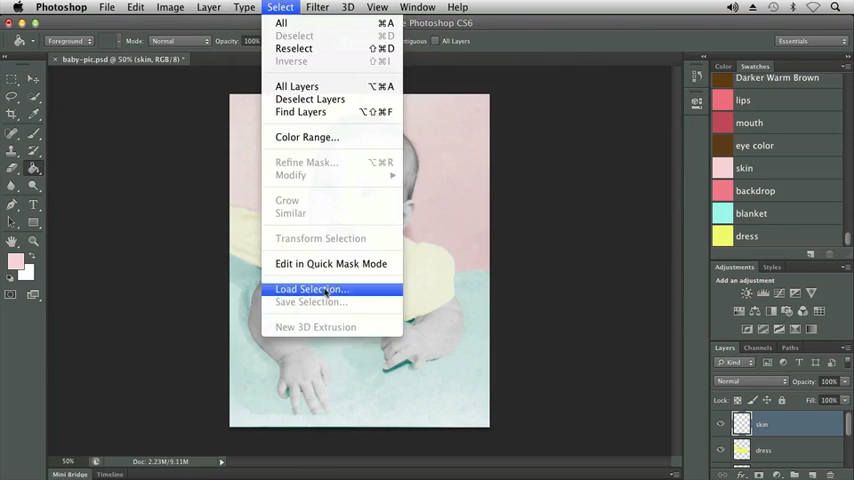 Photoshop File Edit Image Layer Type Select Filter 3D View Window Help
Photoshop CS6
Foreground Mode: Normal Opacity: 100% Contiguous All Layers Essentials
baby-pic.psd @ 50% (skin, RGB/8) *
All ⌘A
Deselect ⌘D
Reselect ⇧⌘D
Inverse ⇧⌘I
All Layers ⌥⌘A
Deselect Layers
Find Layers ⌥⇧⌘F
Color Range...
Refine Mask... ⌥⌘R
Modify
Grow
Similar
Transform Selection
Edit in Quick Mask Mode
Load Selection...
Save Selection...
New 3D Extrusion
Color Swatches
Darker Warm Brown
lips
mouth
eye color
skin
backdrop
blanket
dress
Adjustments Styles
Add an adjustment
Layers Channels Paths
Kind
Normal Opacity: 100%
Lock: Fill: 100%
skin
dress
50% Doc: 2.23M/9.11M
Mini Bridge Timeline